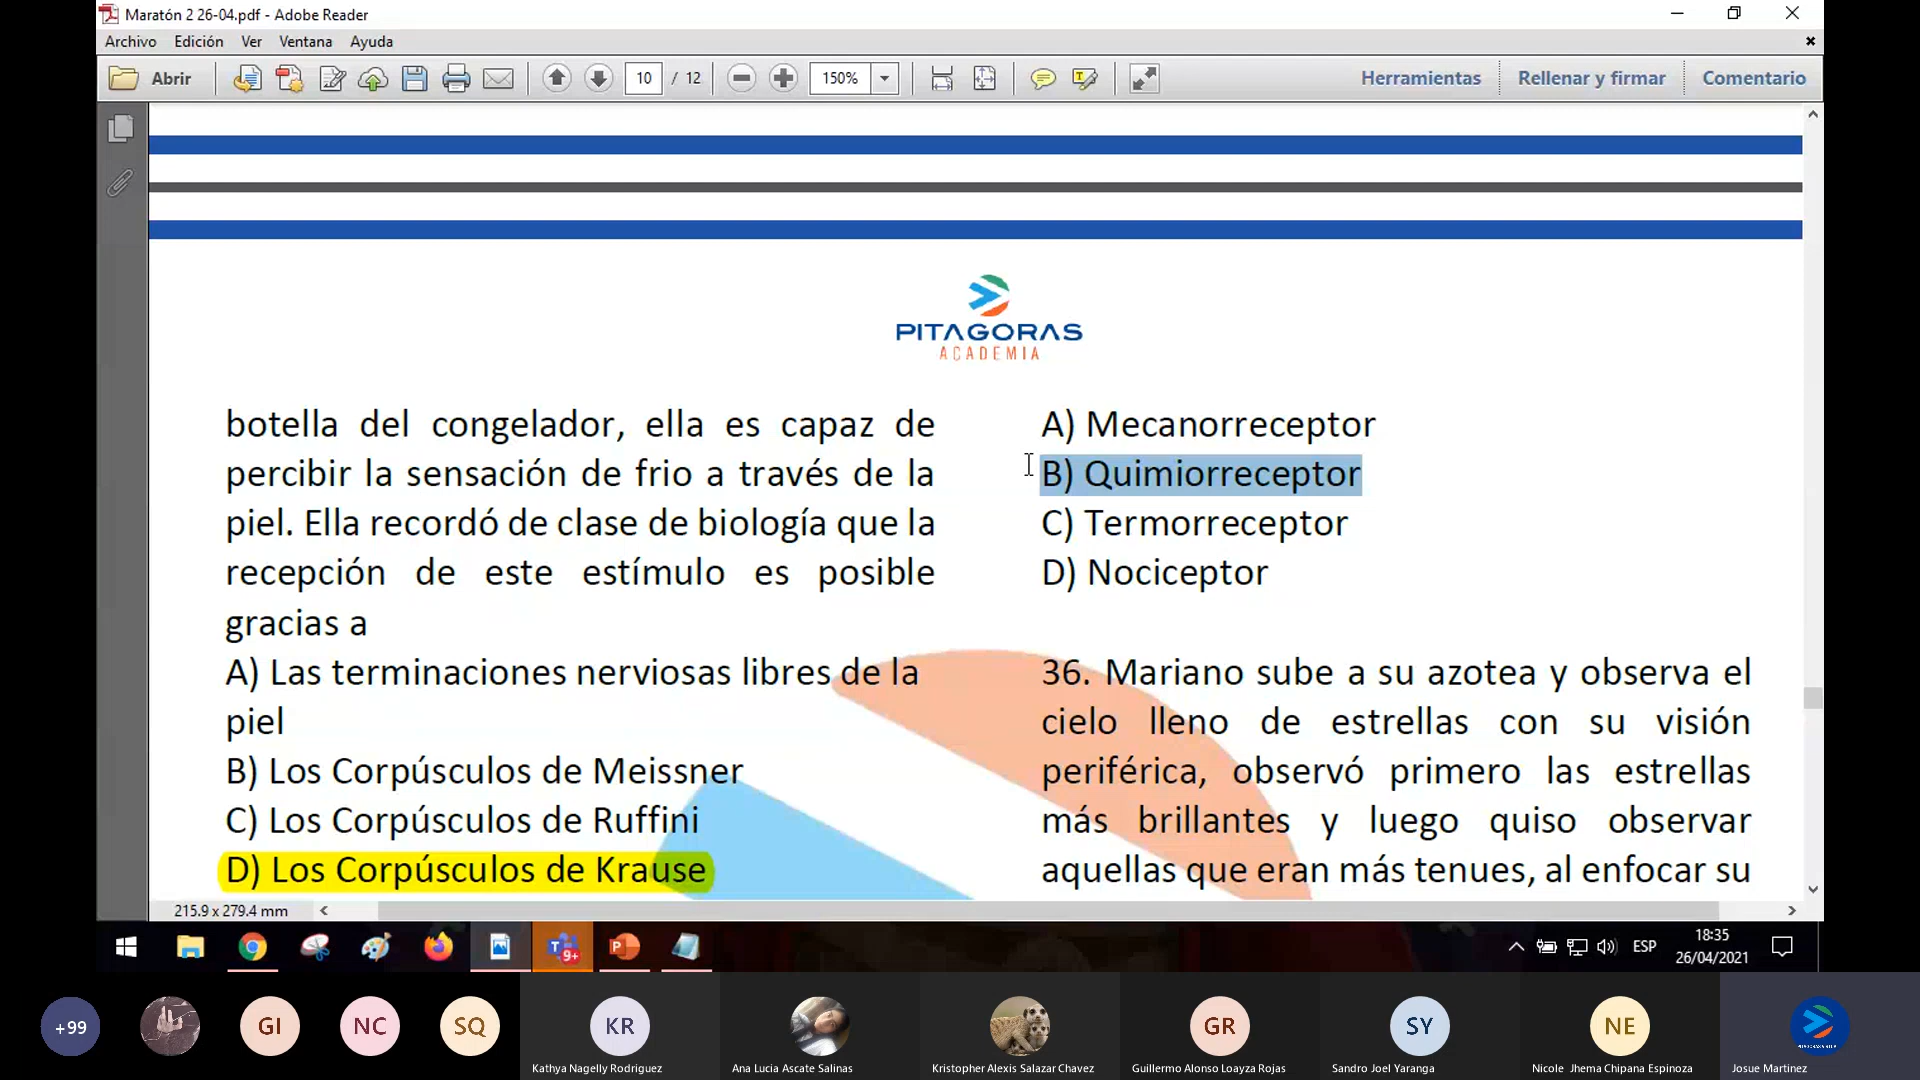 Maratón 2 26-04.pdf - Adobe Reader
Archivo Edición Ver Ventana Ayuda
Abrir 10 / 12 150% Herramientas Rellenar y firmar Comentario
PITAGORAS
ACADEMIA
botella del congelador, ella es capaz de
percibir la sensación de frio a través de la
piel. Ella recordó de clase de biología que la
recepción de este estímulo es posible
gracias a
A) Las terminaciones nerviosas libres de la
piel
B) Los Corpúsculos de Meissner
C) Los Corpúsculos de Ruffini
D) Los Corpúsculos de Krause
A) Mecanorreceptor
B) Quimiorreceptor
C) Termorreceptor
D) Nociceptor
36. Mariano sube a su azotea y observa el
cielo lleno de estrellas con su visión
periférica, observó primero las estrellas
más brillantes y luego quiso observar
aquellas que eran más tenues, al enfocar su
215.9 x 279.4 mm
9+
ESP
18:35
26/04/2021
+99
GI
NC
SQ
KR
GR
SY
NE
Kathya Nagelly Rodriguez
Ana Lucia Ascate Salinas
Kristopher Alexis Salazar Chavez
Guillermo Alonso Loayza Rojas
Sandro Joel Yaranga
Nicole Jhema Chipana Espinoza
Josue Martinez